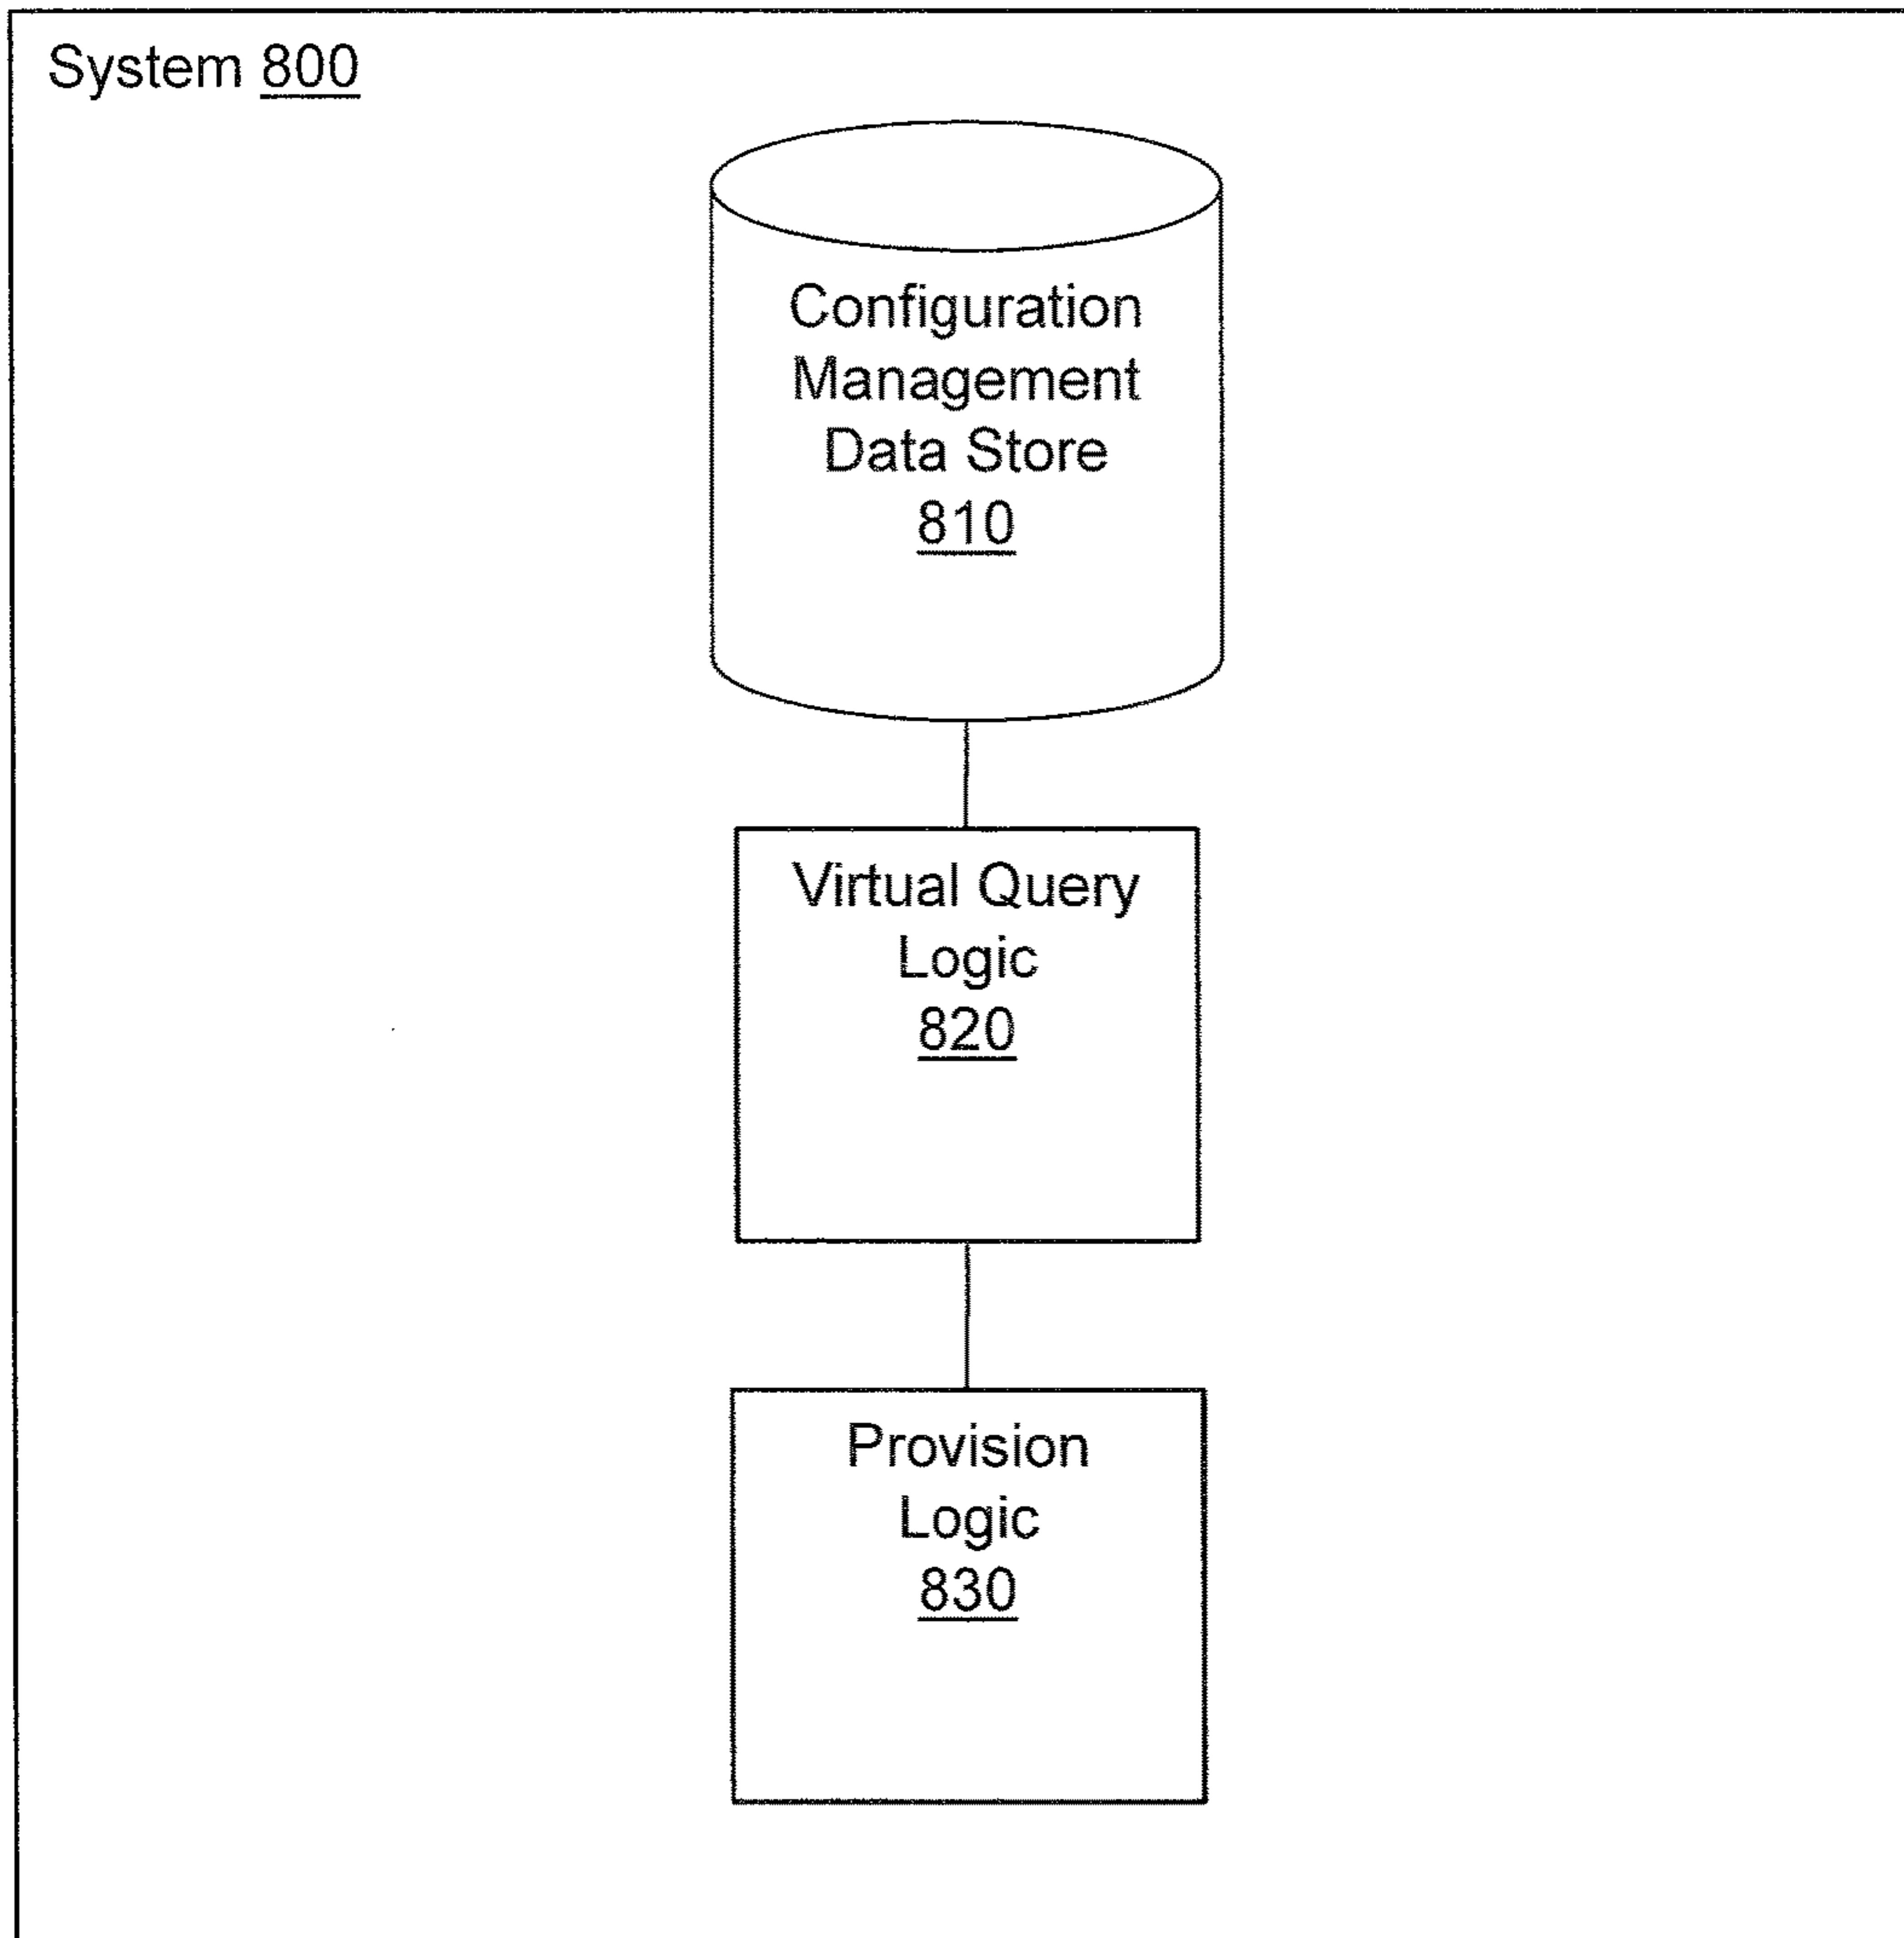 System 800
Configuration
Management
Data Store
810
Virtual Query
Logic
820
Provision
Logic
830